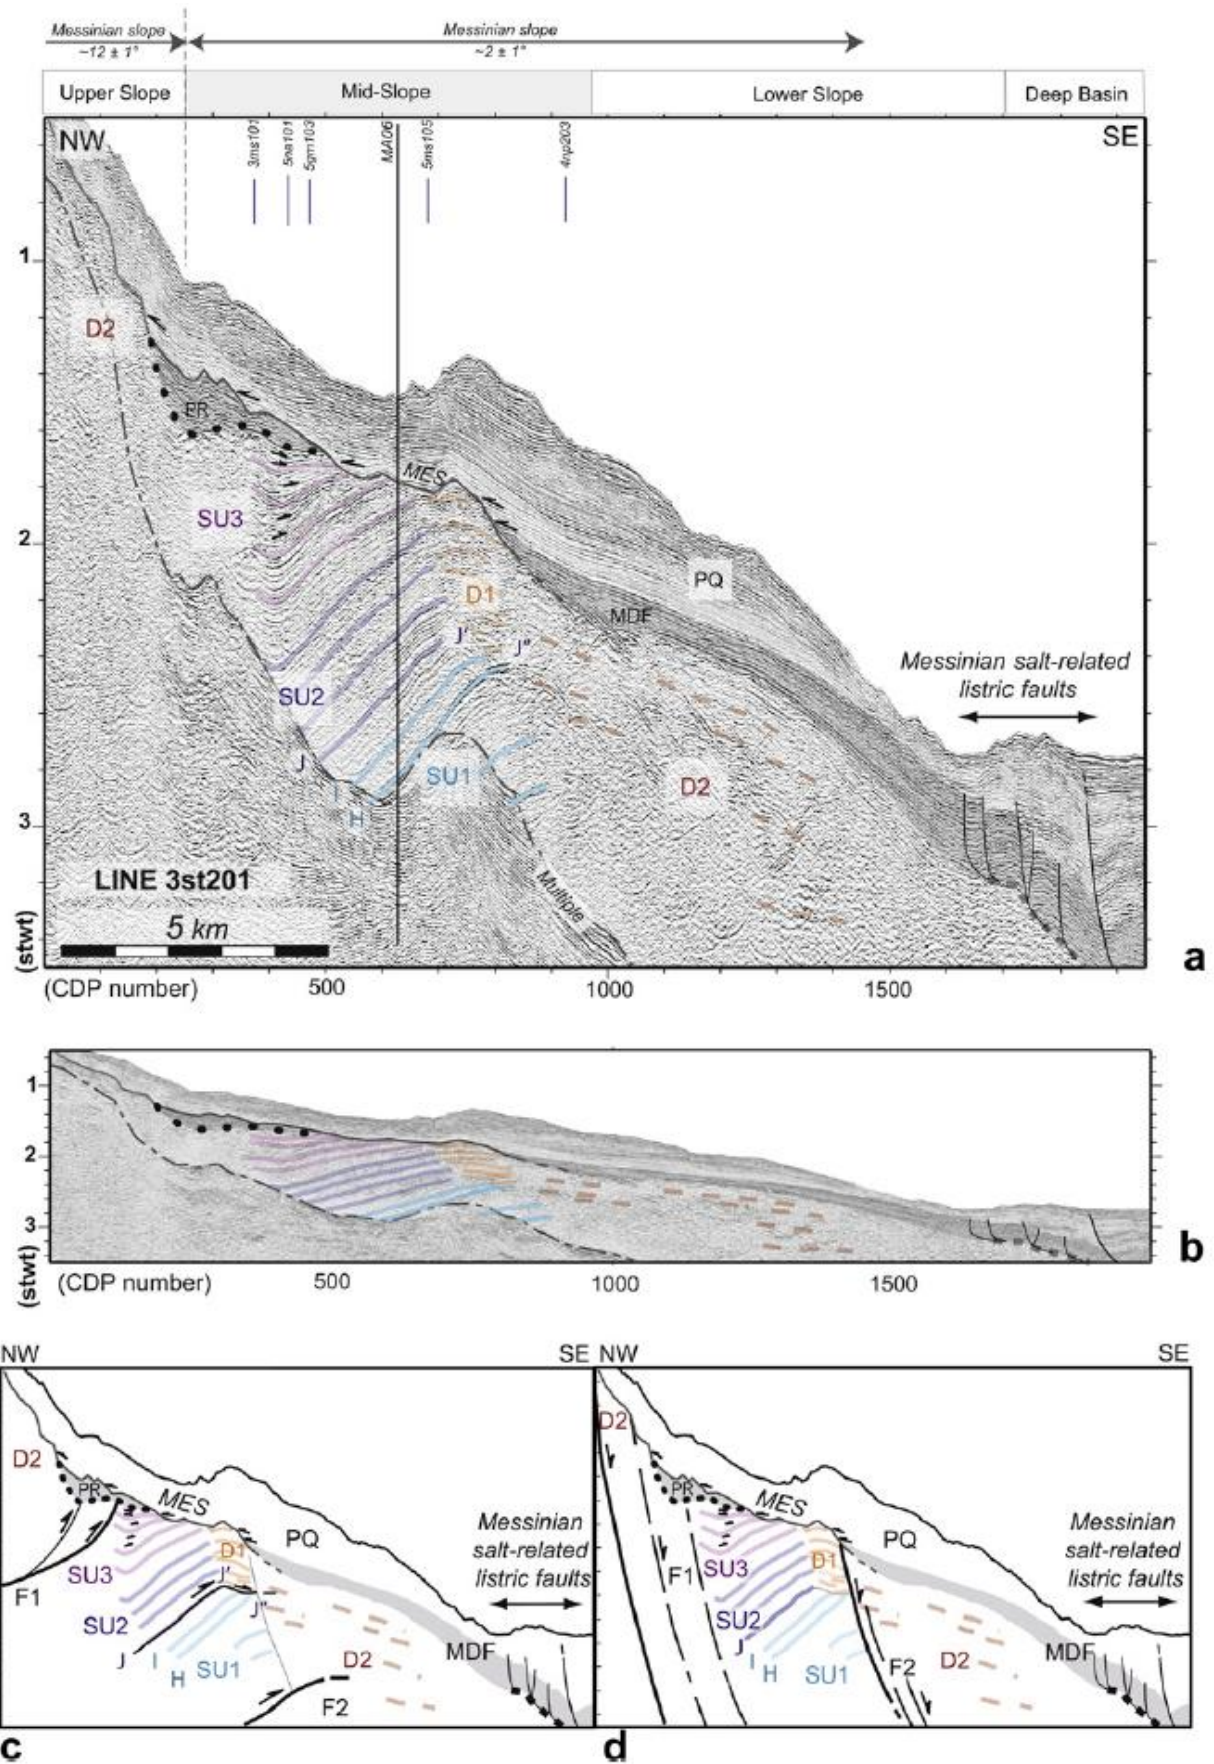 Messinian slope
~12 ± 1°
Messinian slope
~2 ± 1°
Upper Slope
Mid-Slope
Lower Slope
Deep Basin
NW
SE
3ms101
5na101
5gm103
MA06
5ms105
4np203
1
D2
ER
MES
SU3
2
D1
PQ
MDF
J'
J"
Messinian salt-related
listric faults
SU2
J
SU1
D2
I
H
3
LINE 3st201
Multiple
5 km
(stwt)
a
(CDP number)
500
1000
1500
1
2
3
b
(stwt)
(CDP number)
500
1000
1500
NW
SE
D2
PR
MES
PQ
Messinian
salt-related
listric faults
D1
SU3
J'
F1
J"
SU2
MDF
J
I
H
SU1
D2
F2
c
NW
SE
D2
PR
MES
PQ
Messinian
salt-related
listric faults
D1
SU3
F1
SU2
MDF
J
I
H
SU1
F2
D2
d